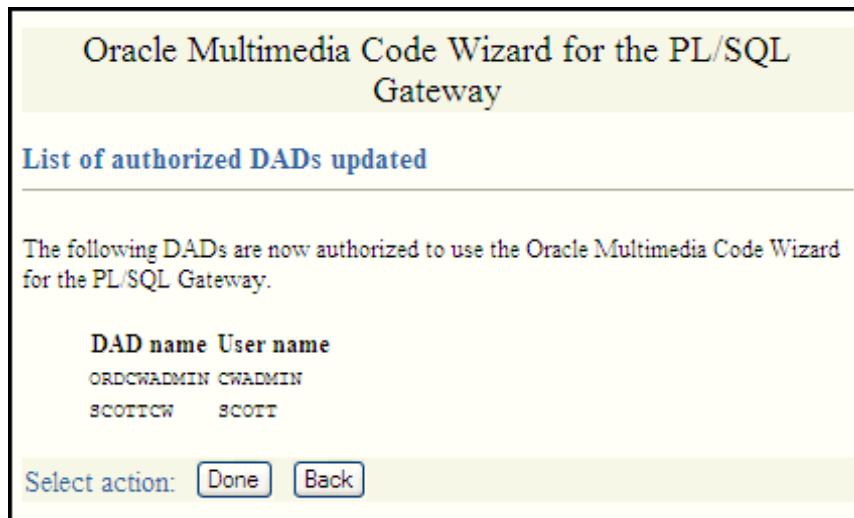 Oracle Multimedia Code Wizard for the PL/SQL
Gateway
List of authorized DADs updated
The following DADs are now authorized to use the Oracle Multimedia Code Wizard
for the PL/SQL Gateway.
DAD name User name
ORDCWADMIN CWADMIN
SCOTTCW SCOTT
Select action: Done Back